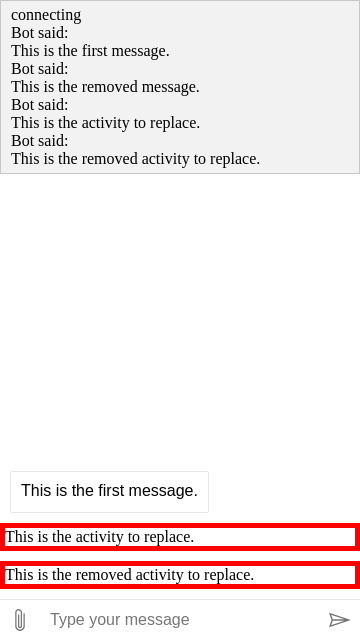 connecting
Bot said:
This is the first message.
Bot said:
This is the removed message.
Bot said:
This is the activity to replace.
Bot said:
This is the removed activity to replace.
This is the first message.
This is the activity to replace.
This is the removed activity to replace.
Type your message